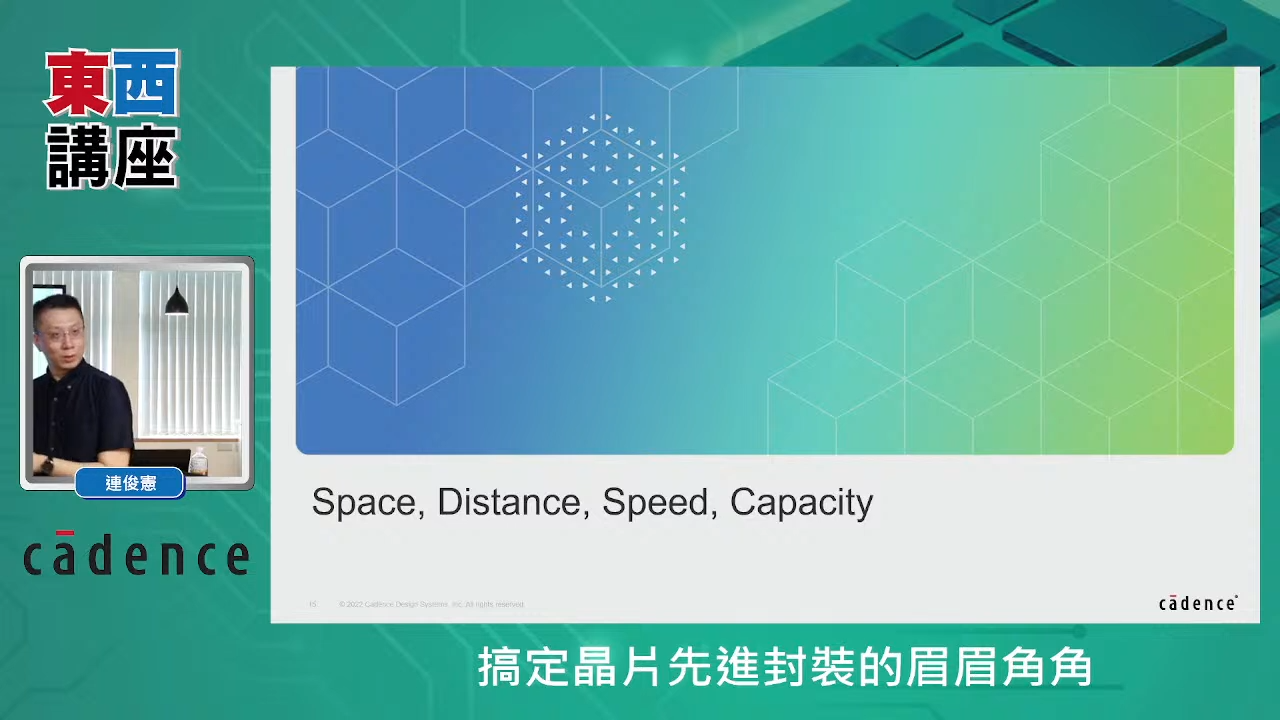 東西
講座
連俊憲
cādence
Space, Distance, Speed, Capacity
15 © 2022 Cadence Design Systems, Inc. All rights reserved.
cādence®
搞定晶片先進封裝的眉眉角角